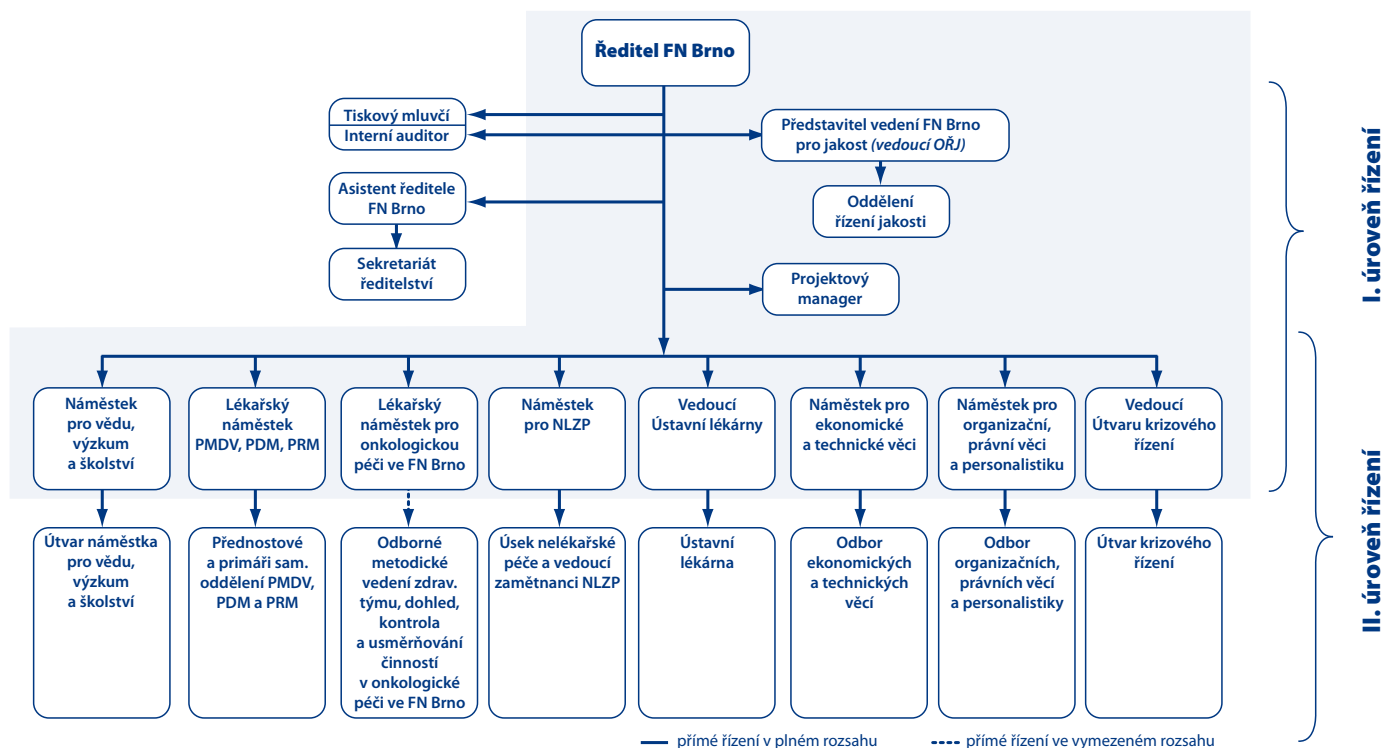 Ředitel FN Brno
Tiskový mluvčí
Interní auditor
Představitel vedení FN Brno
pro jakost (vedoucí OŘJ)
Asistent ředitele
FN Brno
Oddělení
řízení jakosti
Sekretariát
ředitelství
Projektový
manager
I. úroveň řízení
Náměstek
pro vědu,
výzkum
a školství
Lékařský
náměstek
PMDV, PDM, PRM
Lékařský
náměstek pro
onkologickou
péči ve FN Brno
Náměstek
pro NLZP
Vedoucí
Ústavní lékárny
Náměstek pro
ekonomické
a technické věci
Náměstek pro
organizační,
právní věci
a personalistiku
Vedoucí
Útvaru krizového
řízení
II. úroveň řízení
Útvar náměstka
pro vědu,
výzkum
a školství
Přednostové
a primáři sam.
oddělení PMDV,
PDM a PRM
Odborné
metodické
vedení zdrav.
týmu, dohled,
kontrola
a usměrňování
činností
v onkologické
péči ve FN Brno
Úsek nelékařské
péče a vedoucí
zamětnanci NLZP
Ústavní
lékárna
Odbor
ekonomických
a technických
věcí
Odbor
organizačních,
právních věcí
a personalistiky
Útvar krizového
řízení
přímé řízení v plném rozsahu
přímé řízení ve vymezeném rozsahu